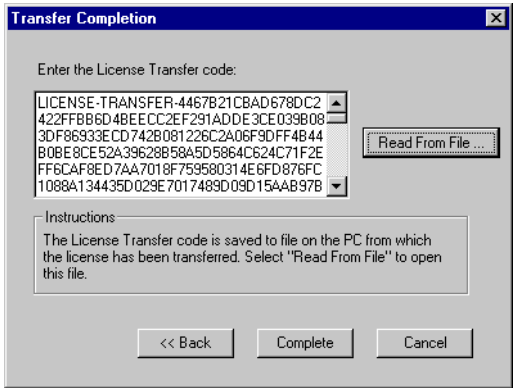 Transfer Completion
Enter the License Transfer code:
LICENSE-TRANSFER-4467B21CBAD678DC2
422FFBB6D4BEECC2EF291ADDE3CE039B08
3DF86933ECD742B081226C2A06F9DFF4B44
B0BE8CE52A39628B58A5D5864C624C71F2E
FF6CAF8ED7AA7018F759580314E6FD876FC
1088A134435D029E7017489D09D15AAB97B
Read From File ...
Instructions
The License Transfer code is saved to file on the PC from which
the license has been transferred. Select "Read From File" to open
this file.
<< Back
Complete
Cancel